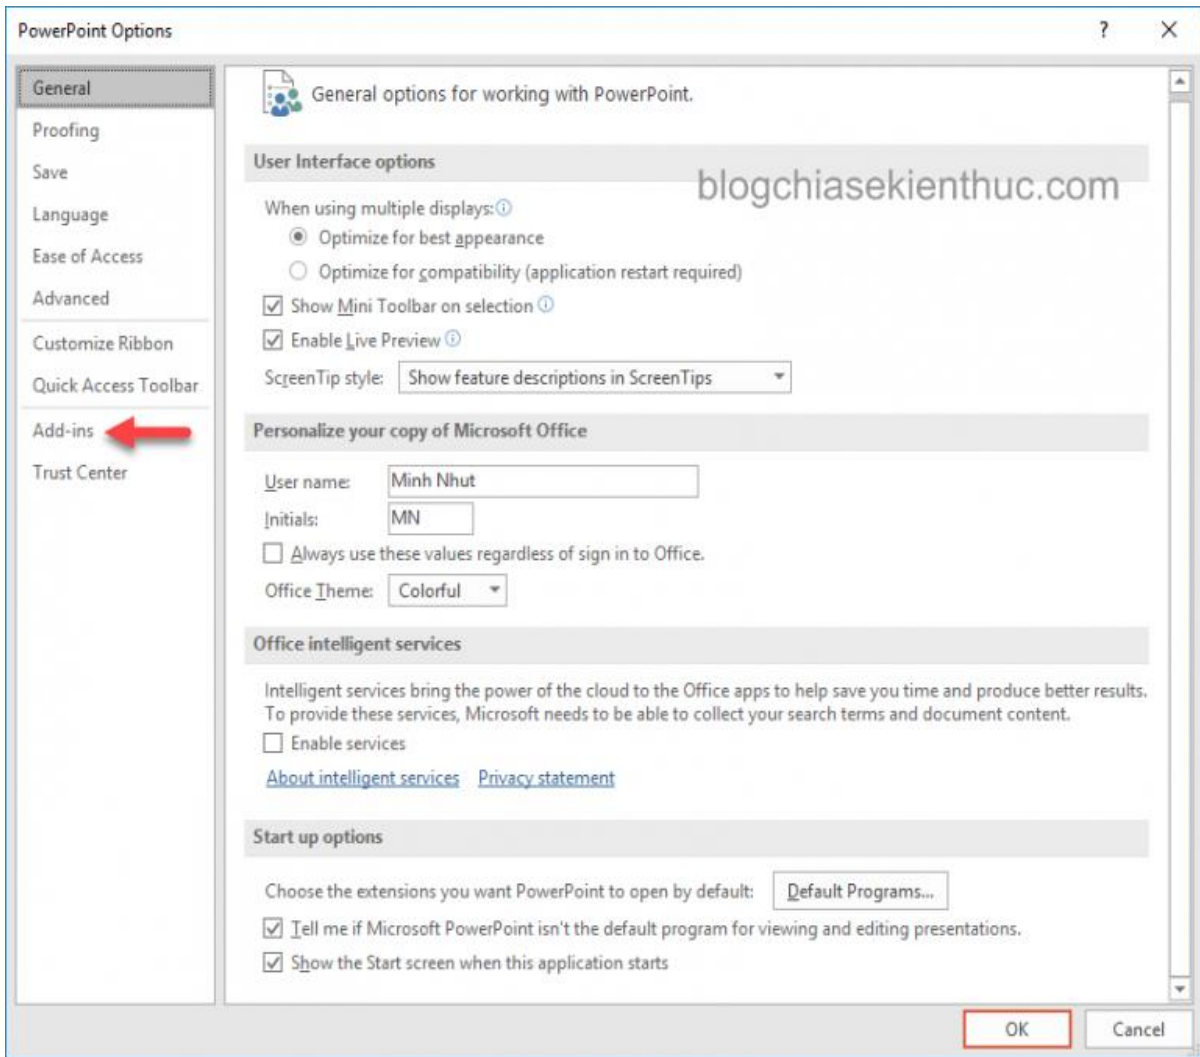 PowerPoint Options
?
General
Proofing
Save
Language
Ease of Access
Advanced
Customize Ribbon
Quick Access Toolbar
Add-ins
Trust Center
General options for working with PowerPoint.
User Interface options
blogchiasekienthuc.com
When using multiple displays:
Optimize for best appearance
Optimize for compatibility (application restart required)
Show Mini Toolbar on selection
Enable Live Preview
ScreenTip style: Show feature descriptions in ScreenTips
Personalize your copy of Microsoft Office
User name: Minh Nhut
Initials: MN
Always use these values regardless of sign in to Office.
Office Theme: Colorful
Office intelligent services
Intelligent services bring the power of the cloud to the Office apps to help save you time and produce better results.
To provide these services, Microsoft needs to be able to collect your search terms and document content.
Enable services
About intelligent services Privacy statement
Start up options
Choose the extensions you want PowerPoint to open by default: Default Programs...
Tell me if Microsoft PowerPoint isn't the default program for viewing and editing presentations.
Show the Start screen when this application starts
OK Cancel